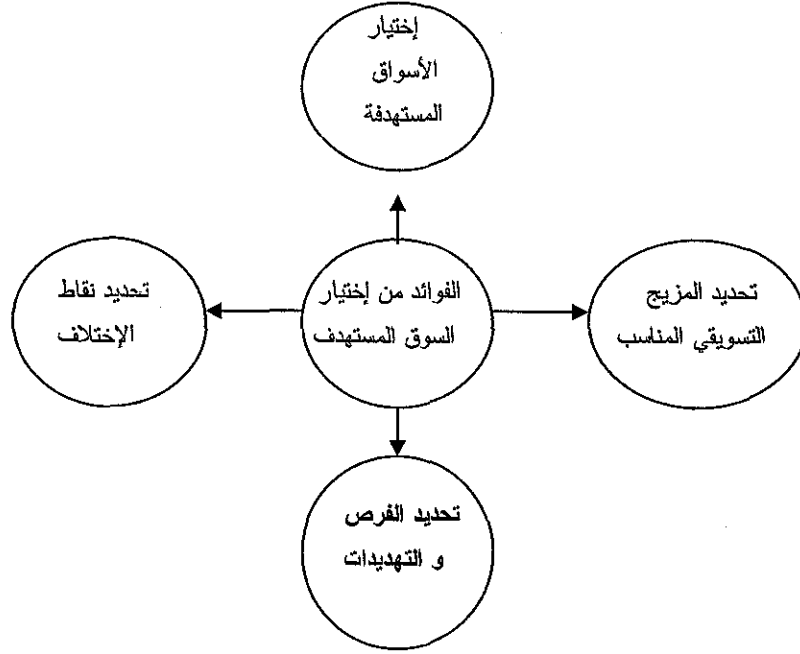 إختيار
الأسواق
المستهدفة
الفوائد من إختيار
السوق المستهدف
تحديد المزيج
التسويقي المناسب
تحديد نقاط
الإختلاف
تحديد الفرص
و التهديدات